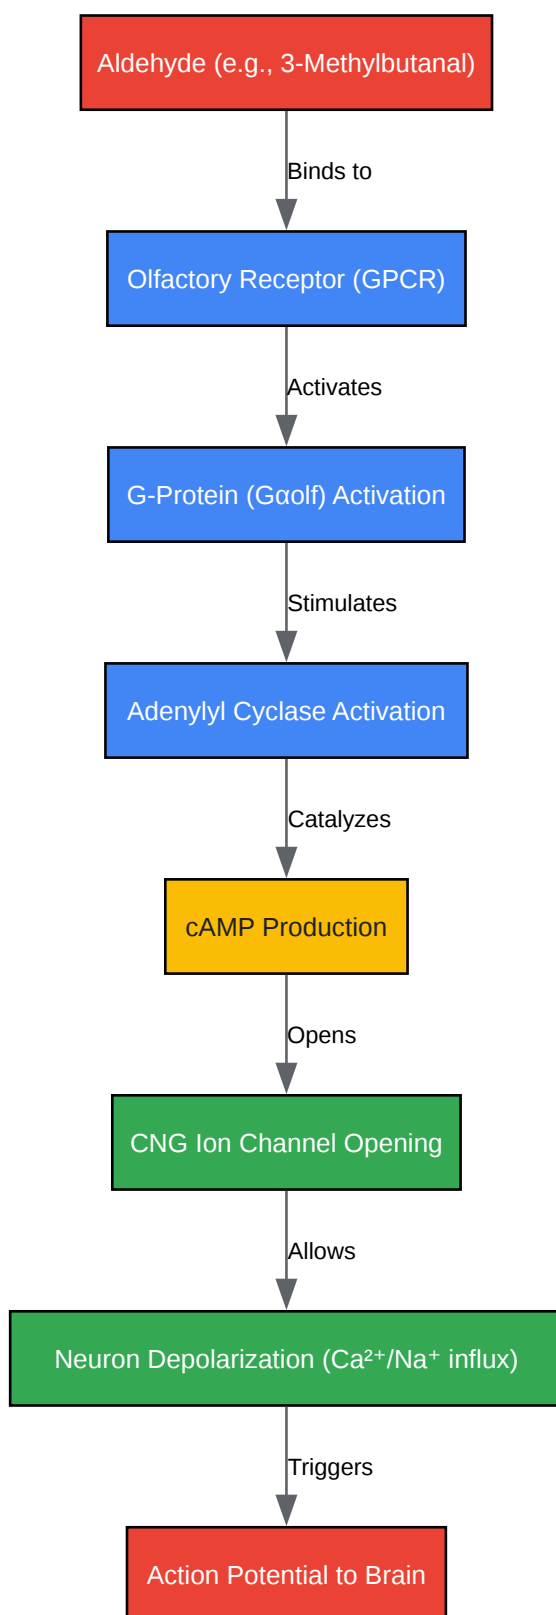 Aldehyde (e.g., 3-Methylbutanal)
Binds to
Olfactory Receptor (GPCR)
Activates
G-Protein (Gαolf) Activation
Stimulates
Adenylyl Cyclase Activation
Catalyzes
cAMP Production
Opens
CNG Ion Channel Opening
Allows
Neuron Depolarization (Ca²⁺/Na⁺ influx)
Triggers
Action Potential to Brain